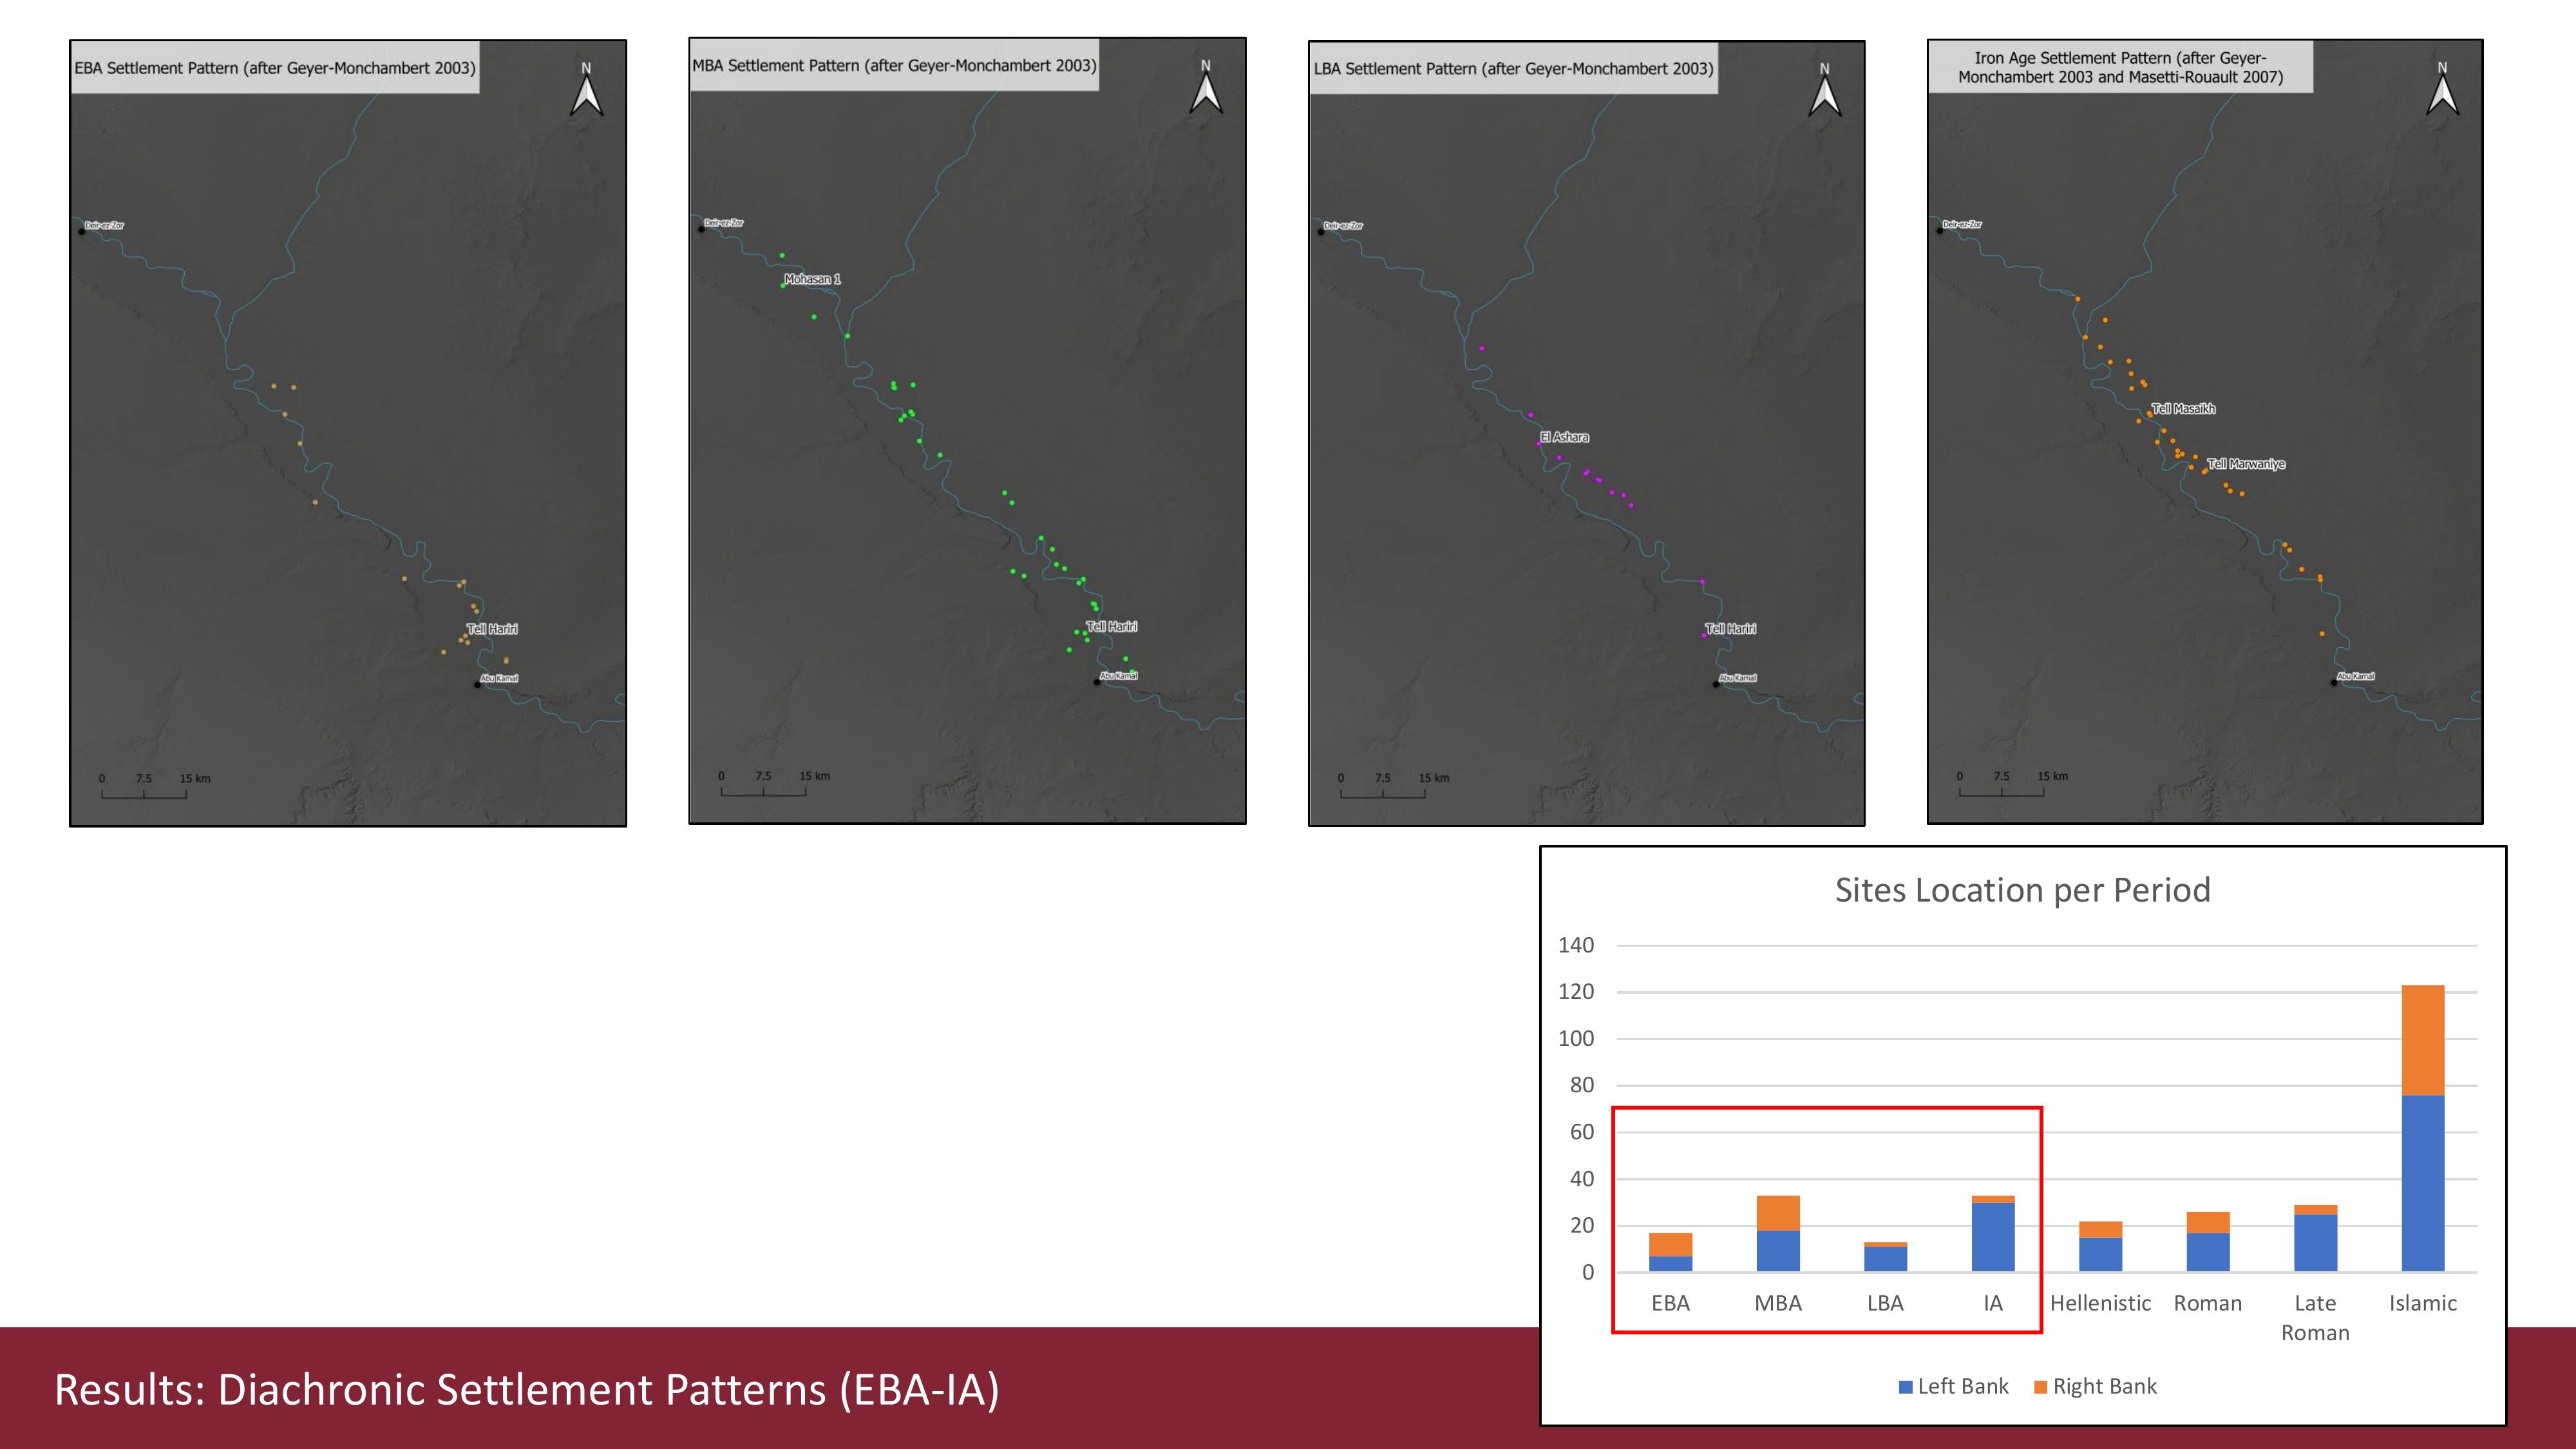 EBA Settlement Pattern (after Geyer-Monchambert 2003)
N
Deir-ez-Zor
Tell Hariri
Abu Kamal
0 7.5 15 km
MBA Settlement Pattern (after Geyer-Monchambert 2003)
N
Deir-ez-Zor
Mohasan 1
Tell Hariri
Abu Kamal
0 7.5 15 km
LBA Settlement Pattern (after Geyer-Monchambert 2003)
N
Deir-ez-Zor
El Ashara
Tell Hariri
Abu Kamal
0 7.5 15 km
Iron Age Settlement Pattern (after Geyer-
Monchambert 2003 and Masetti-Rouault 2007)
N
Deir-ez-Zor
Tell Masaikh
Tell Marwaniye
Abu Kamal
0 7.5 15 km
Sites Location per Period
140
120
100
80
60
40
20
0
EBA MBA LBA IA Hellenistic Roman Late Islamic
Roman
Left Bank Right Bank
Results: Diachronic Settlement Patterns (EBA-IA)